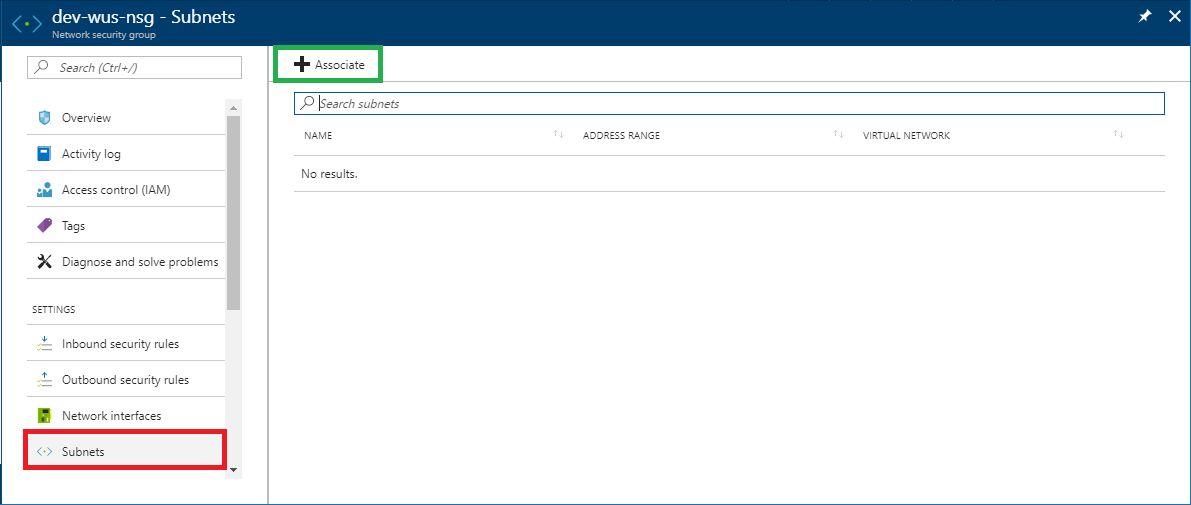 dev-wus-nsg - Subnets
Network security group
Search (Ctrl+/)
Overview
Activity log
Access control (IAM)
Tags
Diagnose and solve problems
SETTINGS
Inbound security rules
Outbound security rules
Network interfaces
Subnets
Associate
Search subnets
NAME ADDRESS RANGE VIRTUAL NETWORK
No results.